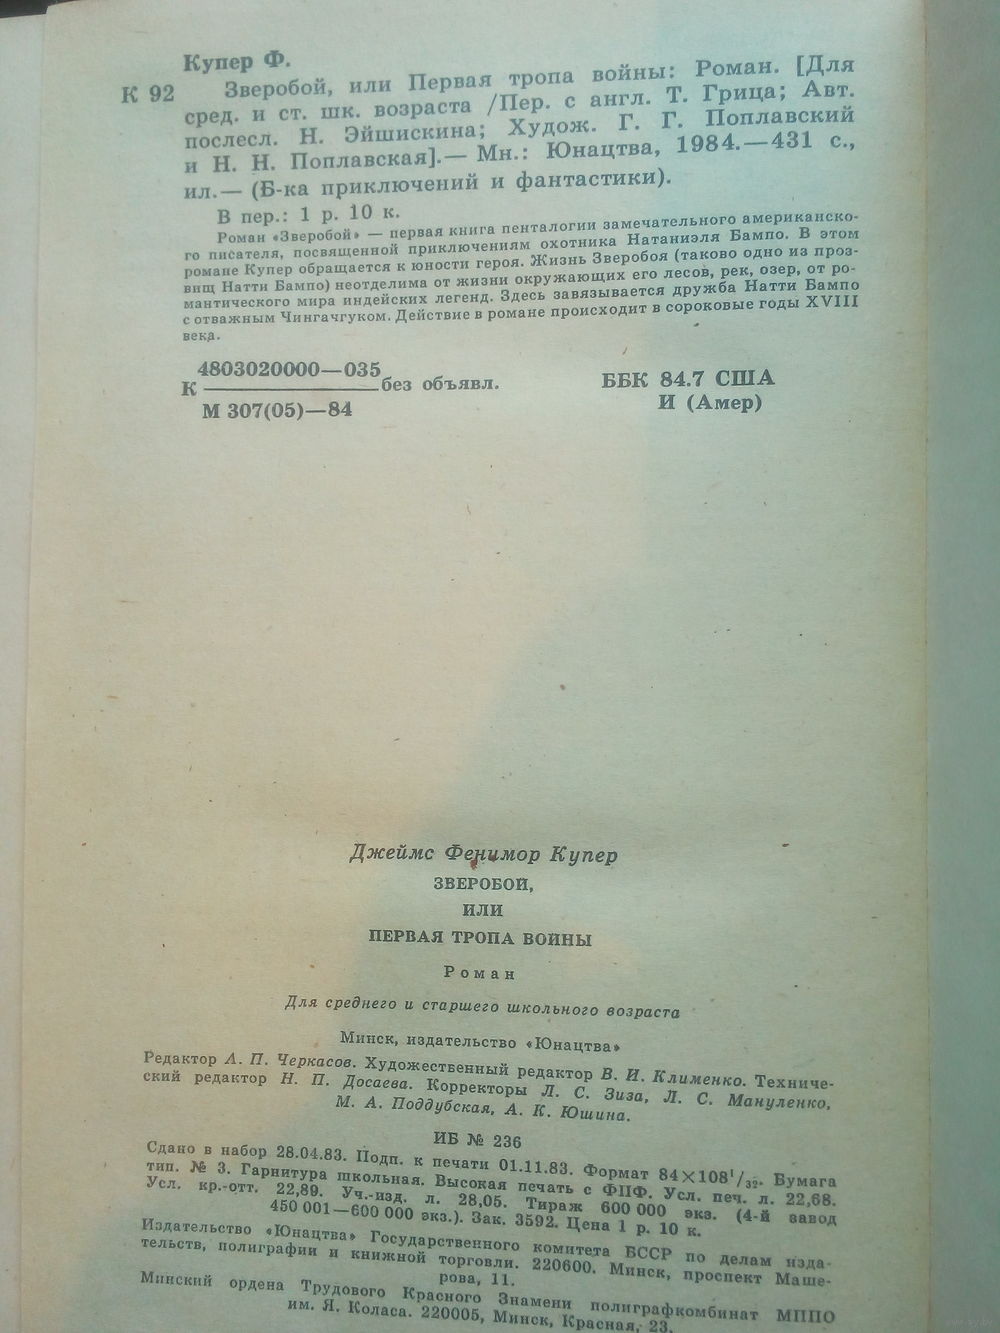 Купер Ф.
К 92
Зверобой, или Первая тропа войны: Роман. [Для
сред. и ст. шк. возраста /Пер. с англ. Т. Грица; Авт.
послесл. Н. Эйшискина; Худож. Г. Г. Поплавский
и Н. Н. Поплавская].— Мн.: Юнацтва, 1984.—431 с.,
ил.— (Б-ка приключений и фантастики).
В пер.: 1 р. 10 к.
Роман «Зверобой» — первая книга пенталогии замечательного американско-
го писателя, посвященной приключениям охотника Натаниэля Бампо. В этом
романе Купер обращается к юности героя. Жизнь Зверобоя (таково одно из проз-
вищ Натти Бампо) неотделима от жизни окружающих его лесов, рек, озер, от ро-
мантического мира индейских легенд. Здесь завязывается дружба Натти Бампо
с отважным Чингачгуком. Действие в романе происходит в сороковые годы XVIII
века.
4803020000—035
К без объявл.
М 307(05)—84
ББК 84.7 США
И (Амер)
Джеймс Фенимор Купер
ЗВЕРОБОЙ,
ИЛИ
ПЕРВАЯ ТРОПА ВОЙНЫ
Роман
Для среднего и старшего школьного возраста
Минск, издательство «Юнацтва»
Редактор А. П. Черкасов. Художественный редактор В. И. Клименко. Техниче-
ский редактор Н. П. Досаева. Корректоры Л. С. Зиза, Л. С. Мануленко,
М. А. Поддубская, А. К. Юшина.
ИБ № 236
Сдано в набор 28.04.83. Подп. к печати 01.11.83. Формат 84×108¹/₃₂. Бумага
тип. № 3. Гарнитура школьная. Высокая печать с ФПФ. Усл. печ. л. 22,68.
Усл. кр.-отт. 22,89. Уч.-изд. л. 28,05. Тираж 600 000 экз. (4-й завод
450 001—600 000 экз.). Зак. 3592. Цена 1 р. 10 к.
Издательство «Юнацтва» Государственного комитета БССР по делам изда-
тельств, полиграфии и книжной торговли. 220600. Минск, проспект Маше-
рова, 11.
Минский ордена Трудового Красного Знамени полиграфкомбинат МППО
им. Я. Коласа. 220005, Минск, Красная, 23.